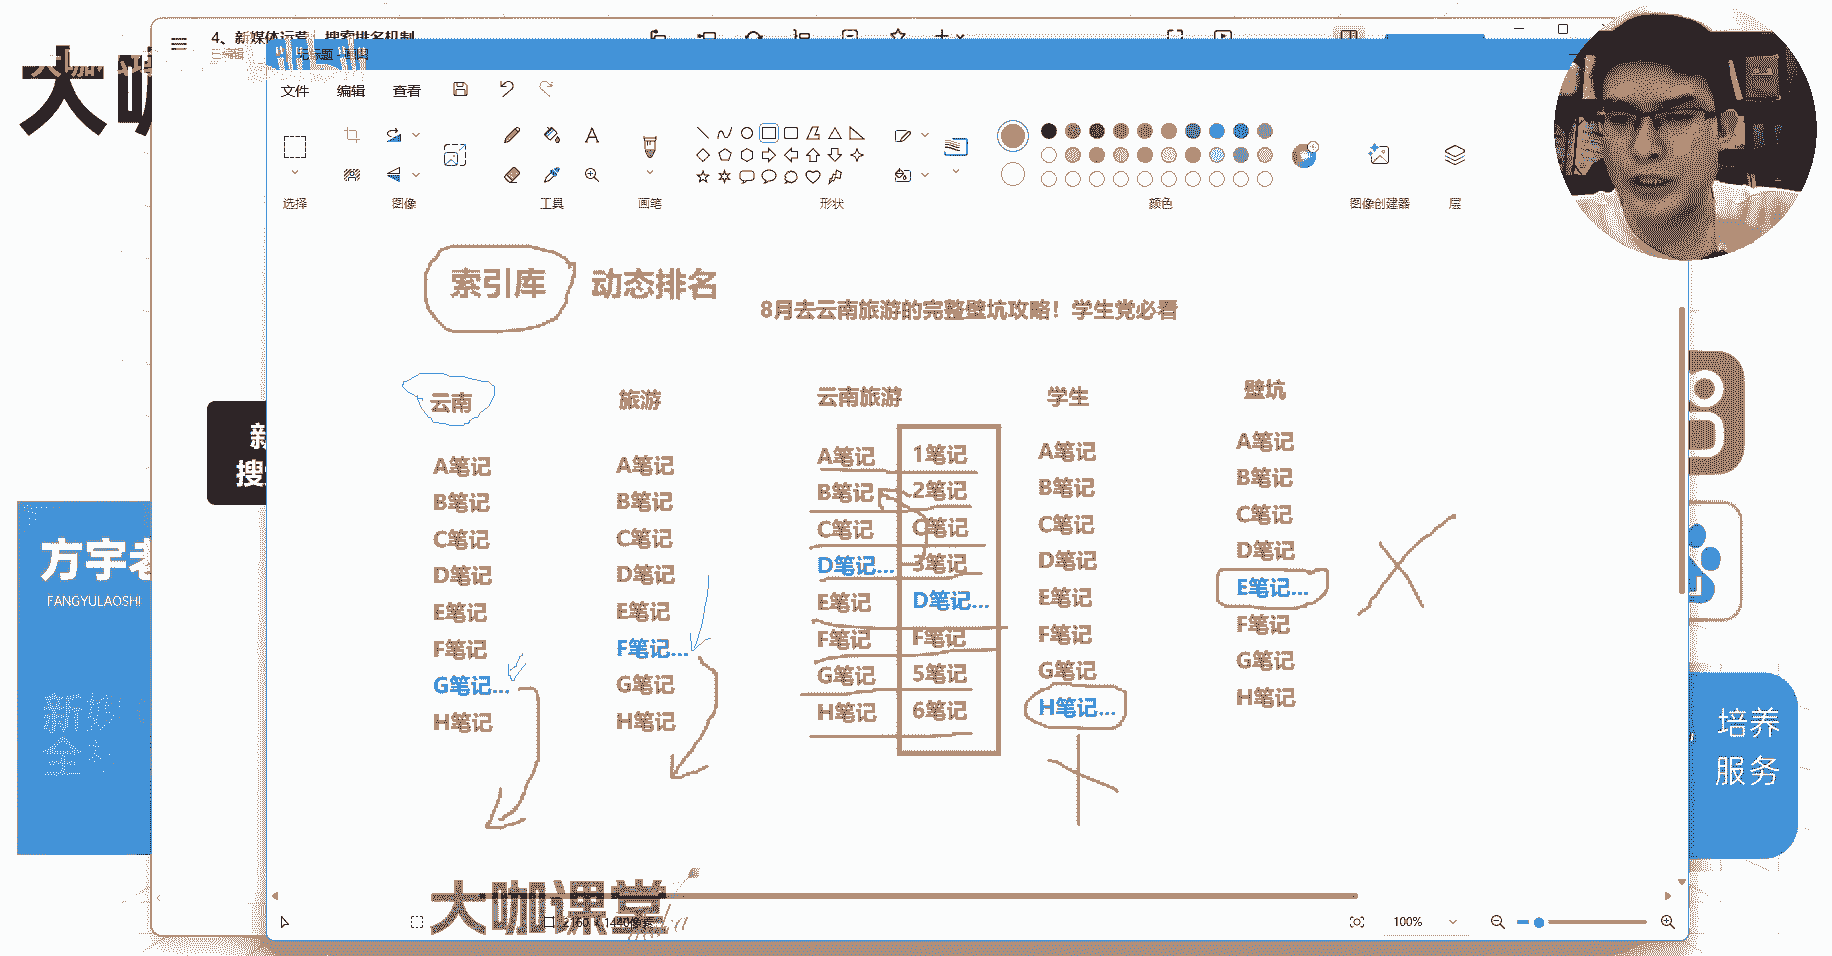 4、新媒体运营
搜索排名机制
已编辑
大咖
文件 编辑 查看
选择 图像 工具 画笔 形状 颜色 图像创建器 层
索引库 动态排名
8月去云南旅游的完整壁坑攻略！学生党必看
云南 旅游 云南旅游 学生 壁坑
A笔记 A笔记 A笔记 1笔记 A笔记 A笔记
B笔记 B笔记 B笔记 2笔记 B笔记 B笔记
C笔记 C笔记 C笔记 C笔记 C笔记 C笔记
D笔记 D笔记 D笔记... 3笔记 D笔记 D笔记
E笔记 E笔记 E笔记 D笔记... E笔记 E笔记...
F笔记 F笔记... F笔记 F笔记 F笔记 F笔记
G笔记... G笔记 G笔记 5笔记 G笔记 G笔记
H笔记 H笔记 H笔记 6笔记 H笔记... H笔记
新
搜
方宇老
FANGYULAOSHI
新
全
培养
服务
大咖课堂
100%